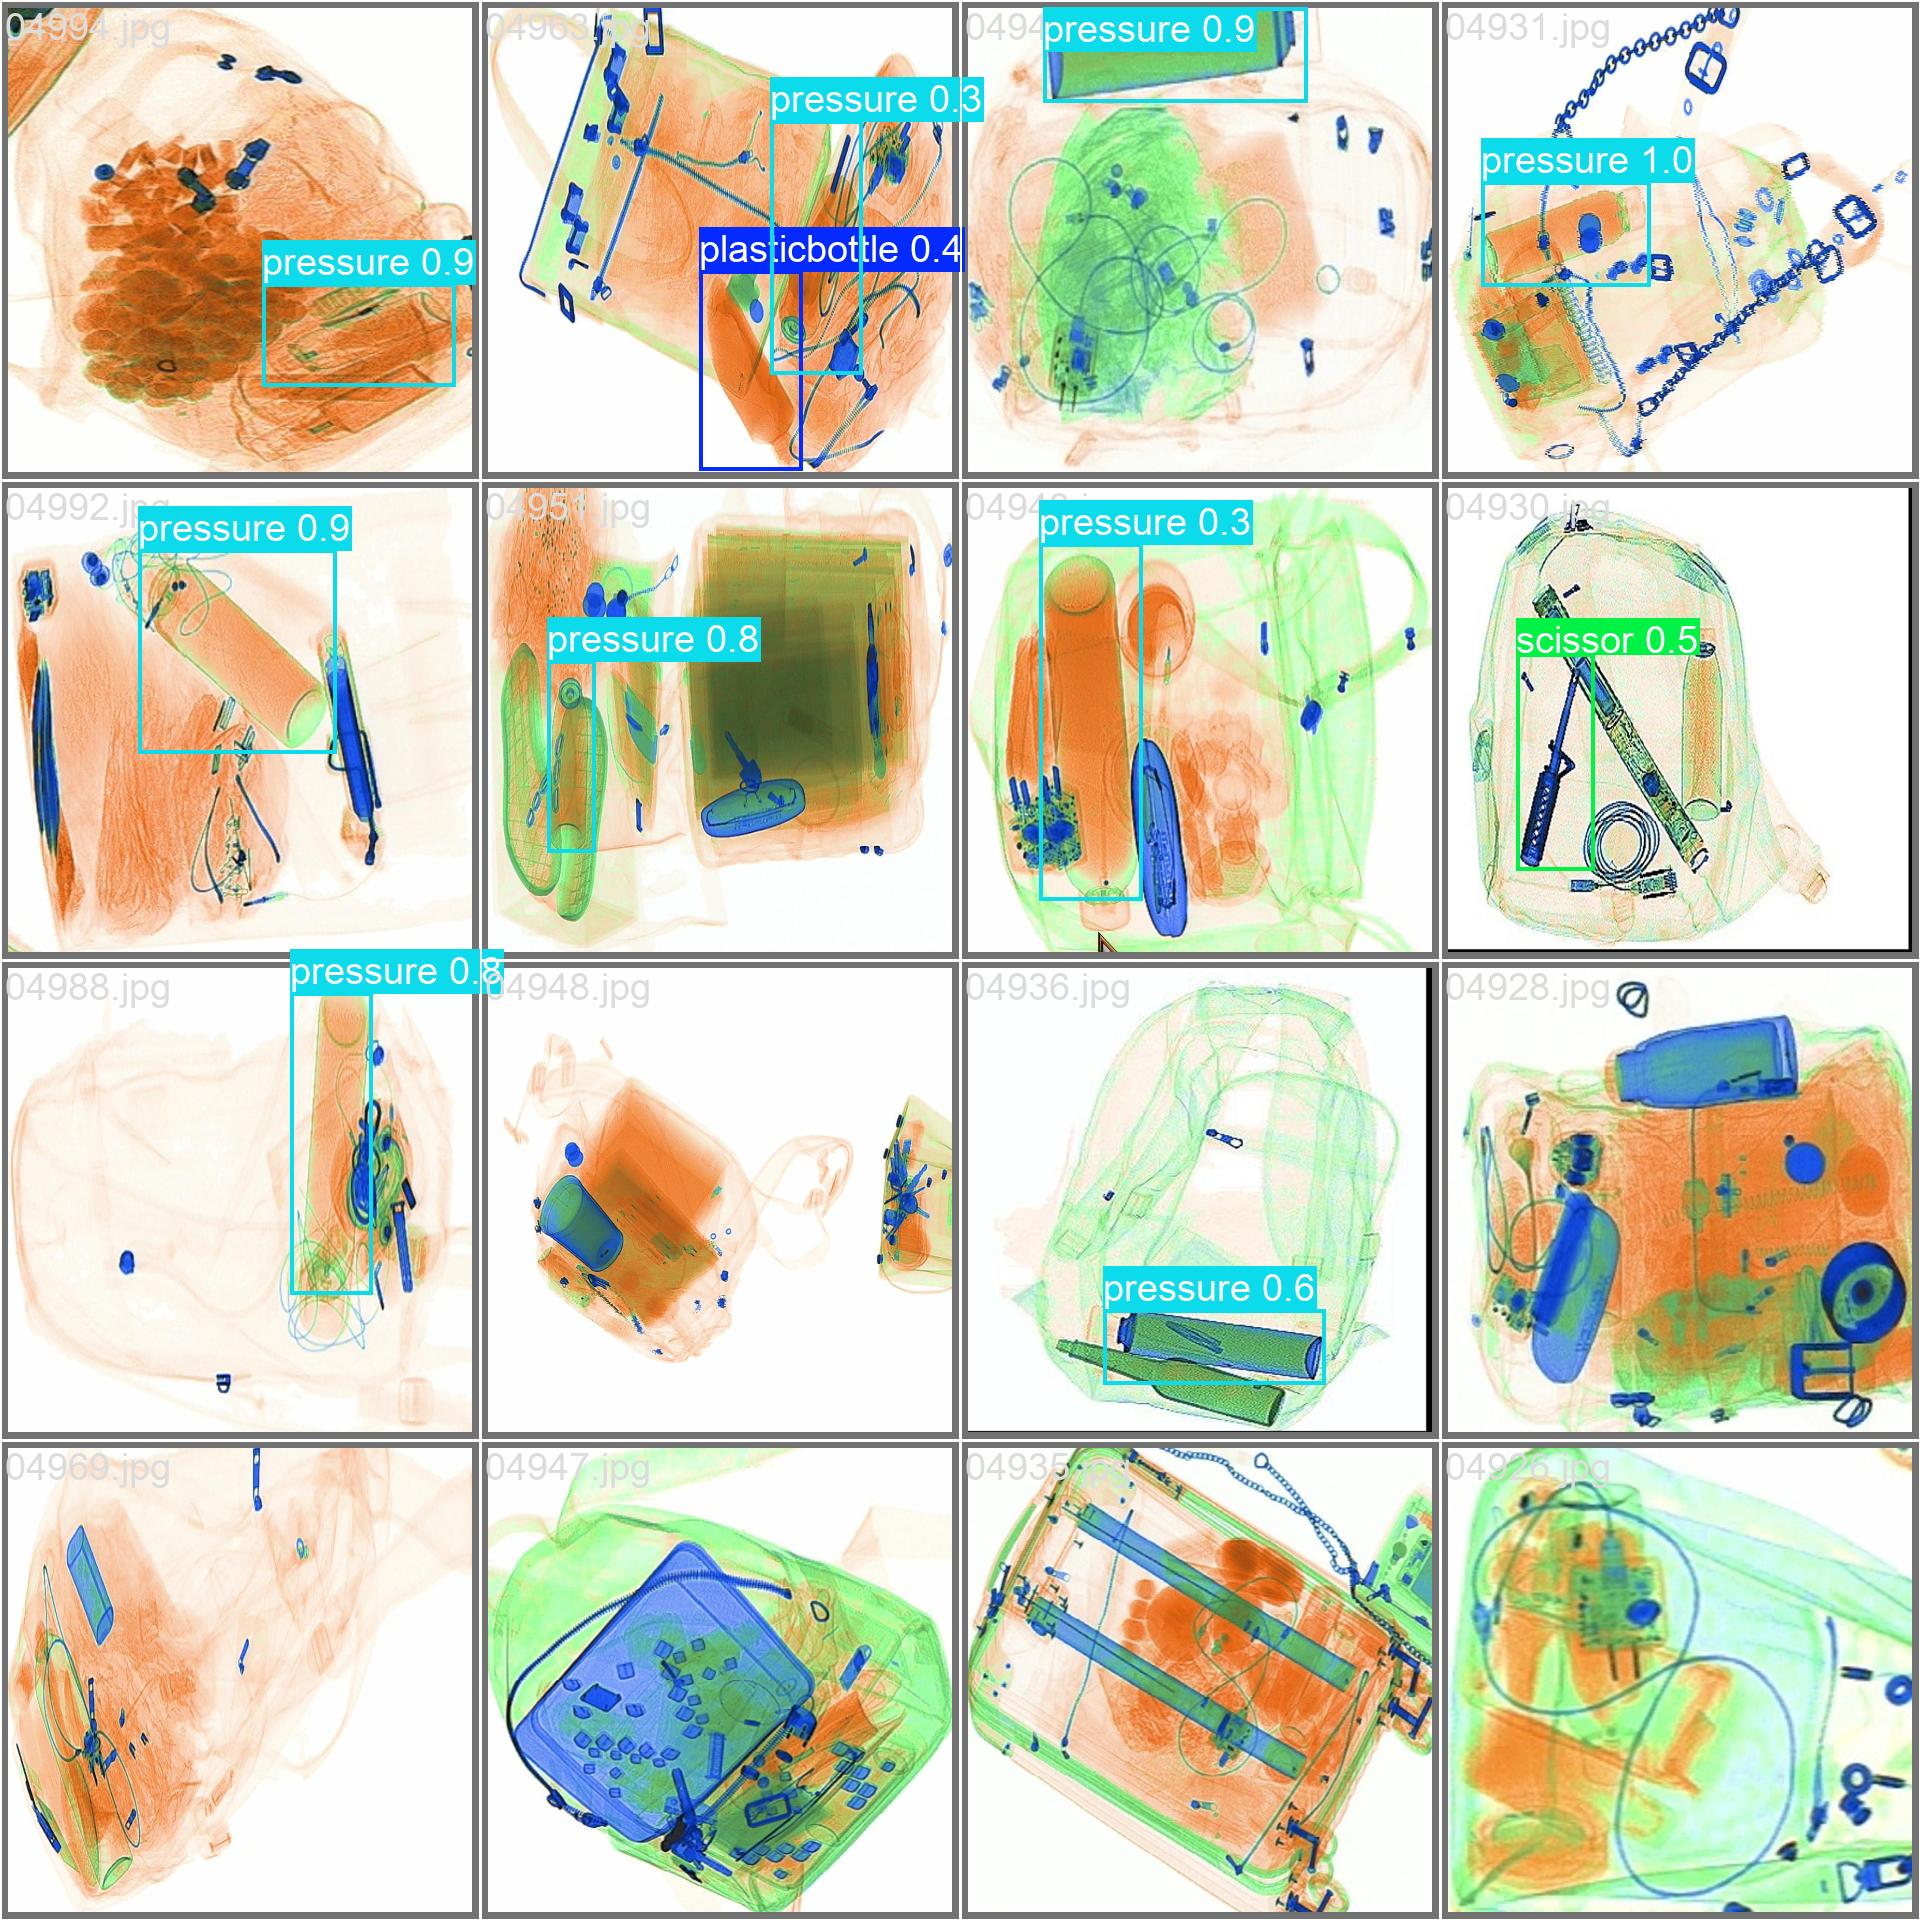 04994.jpg
pressure 0.9
04963.jpg
pressure 0.3
plasticbottle 0.4
pressure 0.9
04931.jpg
pressure 1.0
04992.jpg
pressure 0.9
04951.jpg
pressure 0.8
pressure 0.3
04930.jpg
scissor 0.5
04988.jpg
pressure 0.8
04948.jpg
04936.jpg
pressure 0.6
04928.jpg
04969.jpg
04947.jpg
04935.jpg
04926.jpg